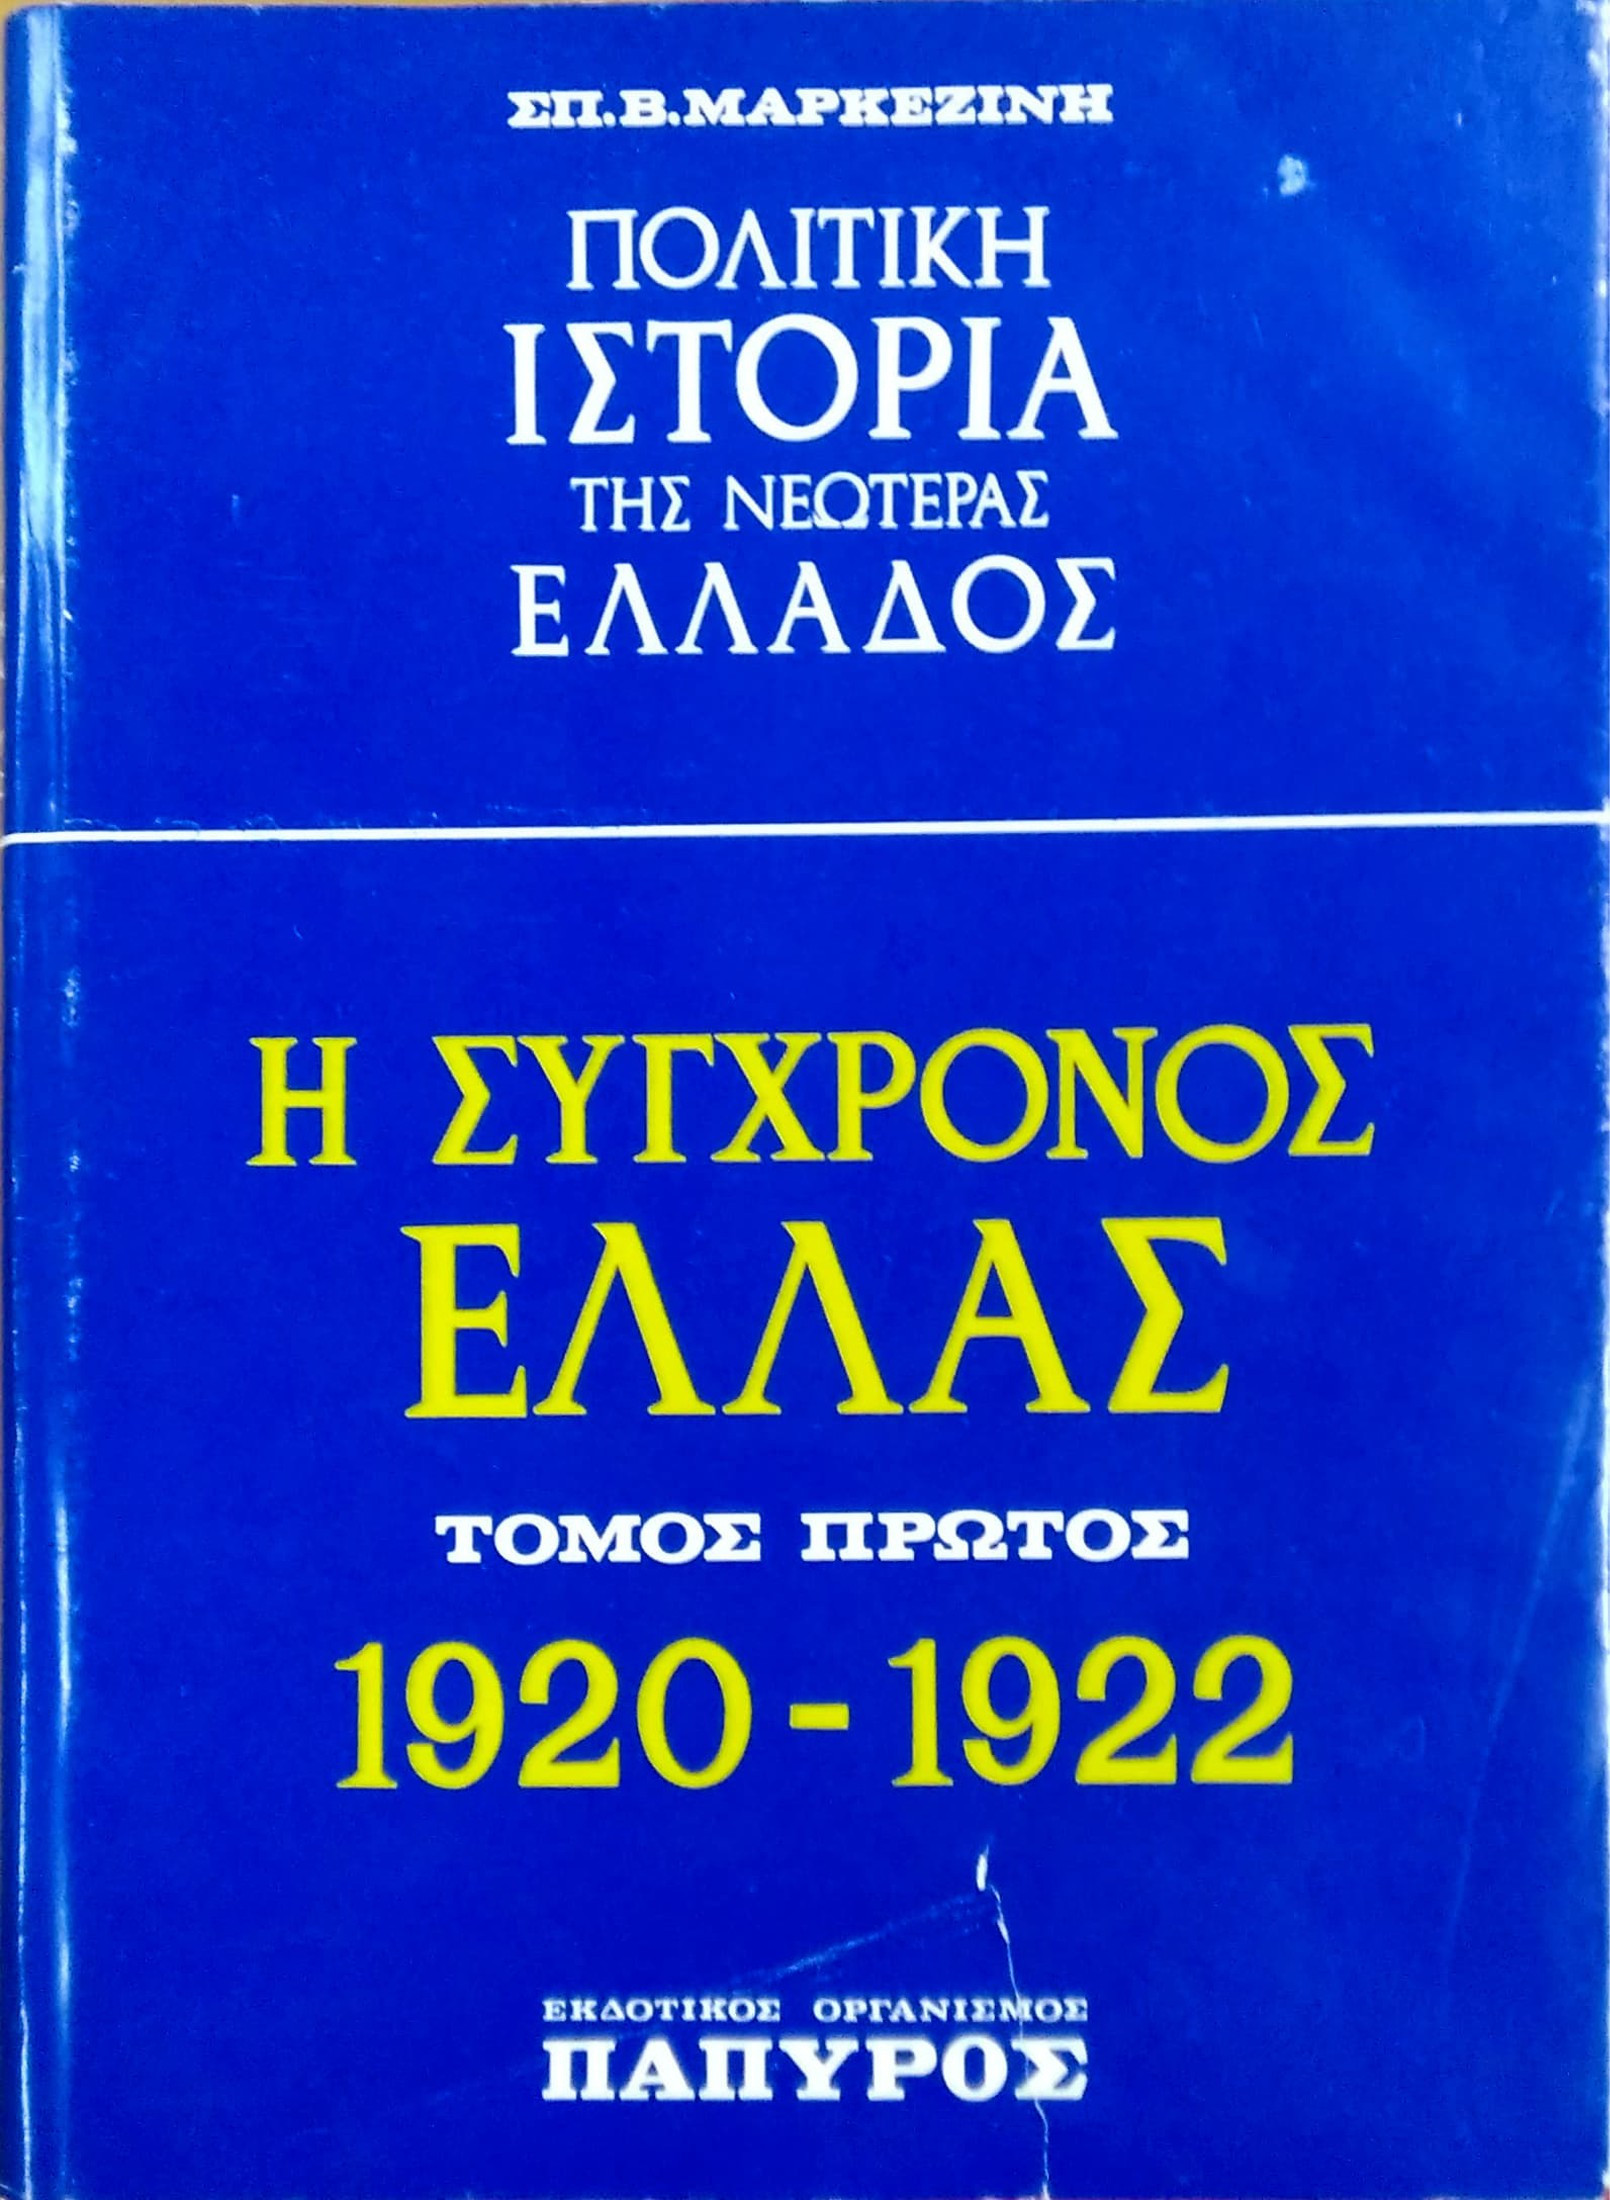 ΣΠ. Β. ΜΑΡΚΕΖΙΝΗ
ΠΟΛΙΤΙΚΗ
ΙΣΤΟΡΙΑ
ΤΗΣ ΝΕΩΤΕΡΑΣ
ΕΛΛΑΔΟΣ
Η ΣΥΓΧΡΟΝΟΣ
ΕΛΛΑΣ
ΤΟΜΟΣ ΠΡΩΤΟΣ
1920 - 1922
ΕΚΔΟΤΙΚΟΣ ΟΡΓΑΝΙΣΜΟΣ
ΠΑΠΥΡΟΣ